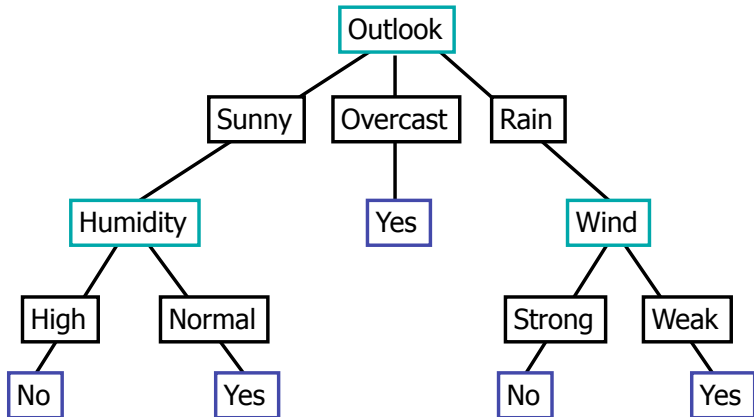 Outlook
Sunny
Overcast
Rain
Humidity
Yes
Wind
High
Normal
Strong
Weak
No
Yes
No
Yes